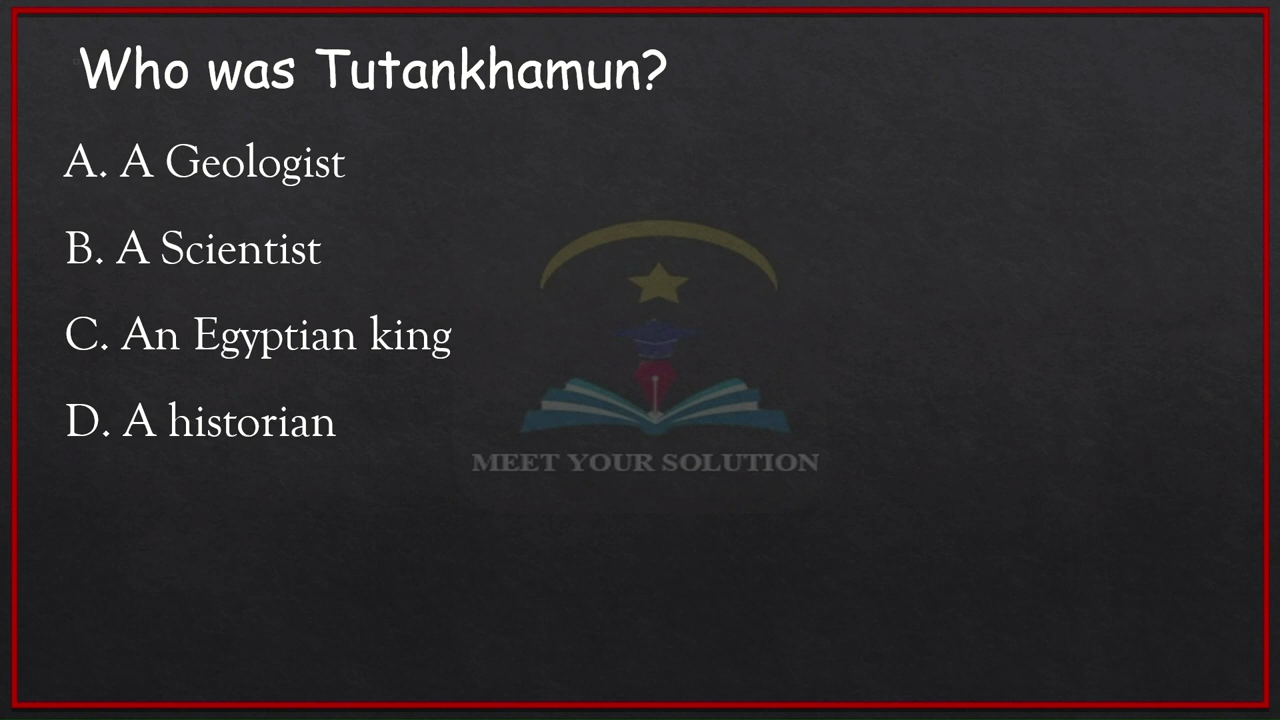 Who was Tutankhamun?
A. A Geologist
B. A Scientist
C. An Egyptian king
D. A historian
MEET YOUR SOLUTION